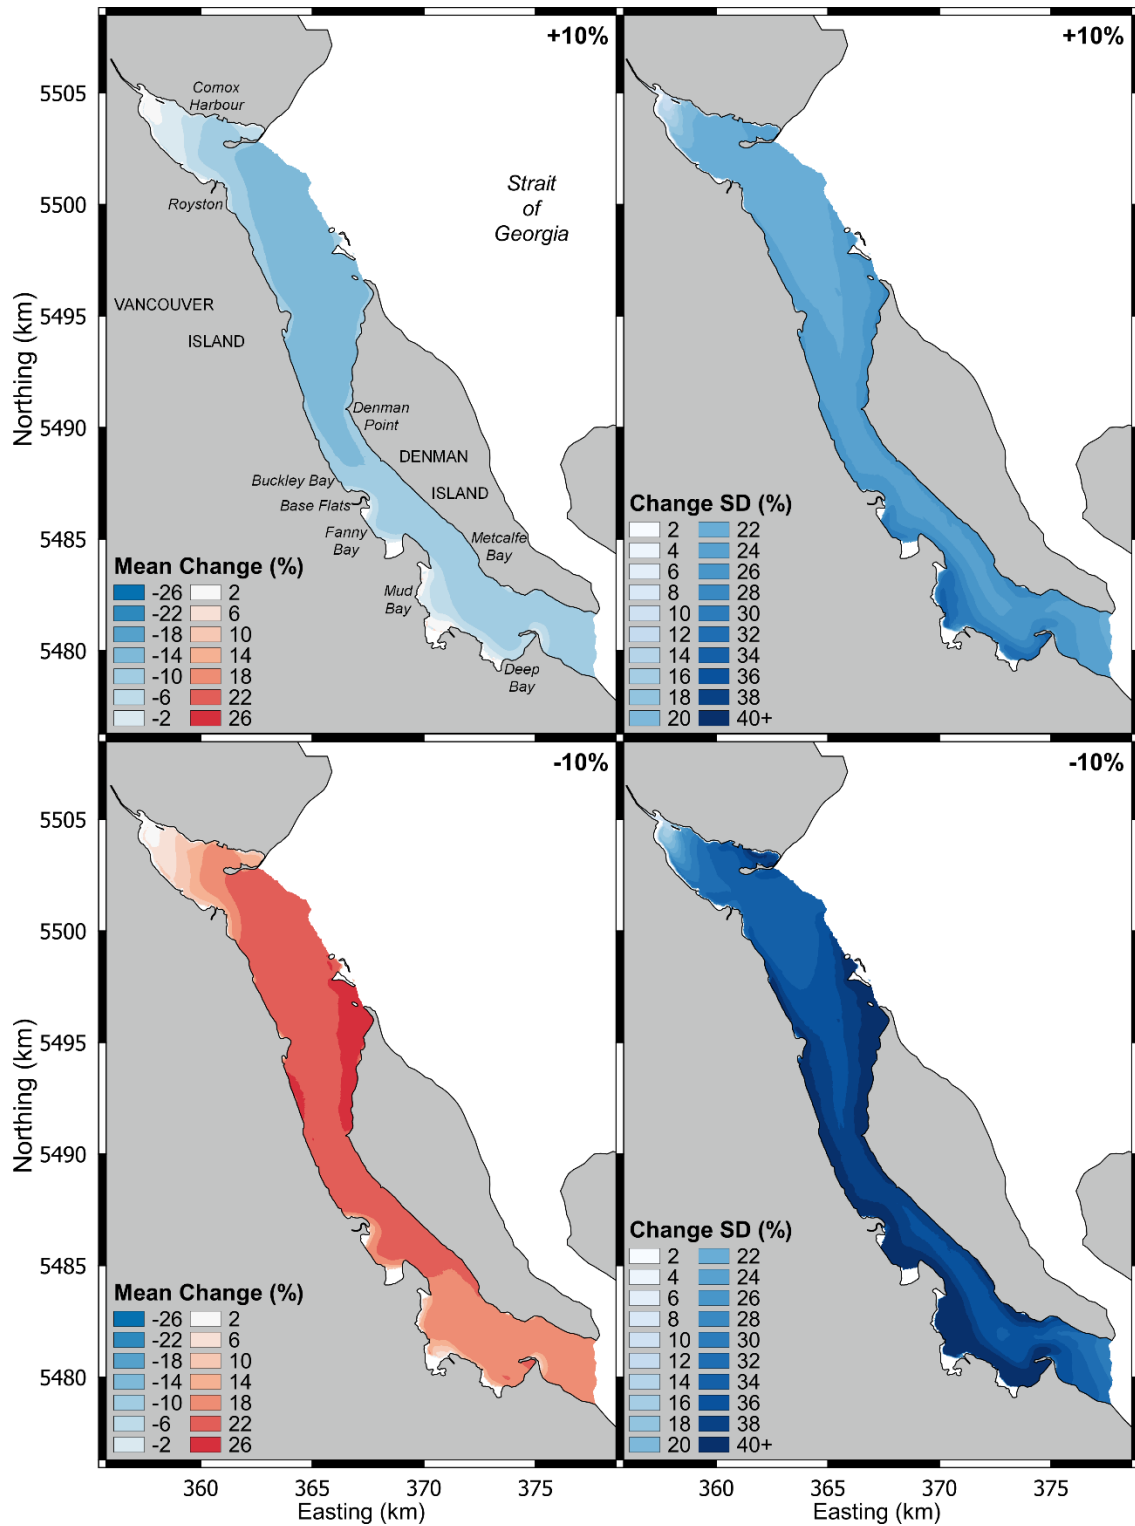 +10%
+10%
5505
5500
5495
5490
5485
5480
Northing (km)
Comox
Harbour
Strait
of
Georgia
Royston
VANCOUVER
ISLAND
Denman
Point
DENMAN
ISLAND
Buckley Bay
Base Flats
Fanny
Bay
Metcalfe
Bay
Mud
Bay
Deep
Bay
Mean Change (%)
-26 2
-22 6
-18 10
-14 14
-10 18
-6 22
-2 26
Change SD (%)
2 22
4 24
6 26
8 28
10 30
12 32
14 34
16 36
18 38
20 40+
-10%
-10%
5505
5500
5495
5490
5485
5480
Northing (km)
Mean Change (%)
-26 2
-22 6
-18 10
-14 14
-10 18
-6 22
-2 26
Change SD (%)
2 22
4 24
6 26
8 28
10 30
12 32
14 34
16 36
18 38
20 40+
360 365 370 375
360 365 370 375
Easting (km)
Easting (km)